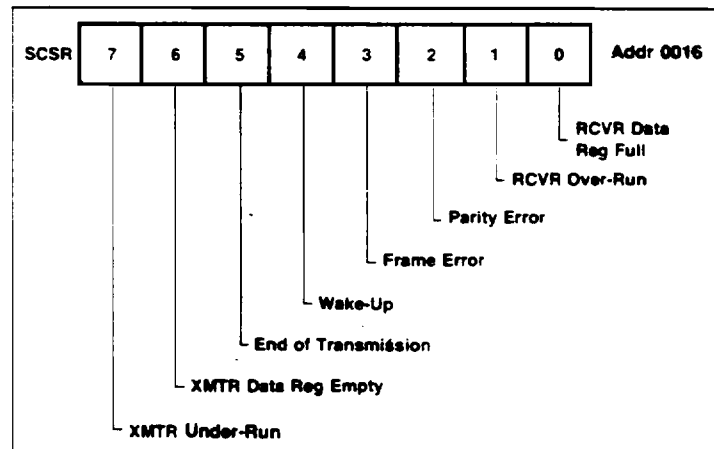 SCSR 7 6 5 4 3 2 1 0 Addr 0016
RCVR Data
Reg Full
RCVR Over-Run
Parity Error
Frame Error
Wake-Up
End of Transmission
XMTR Data Reg Empty
XMTR Under-Run